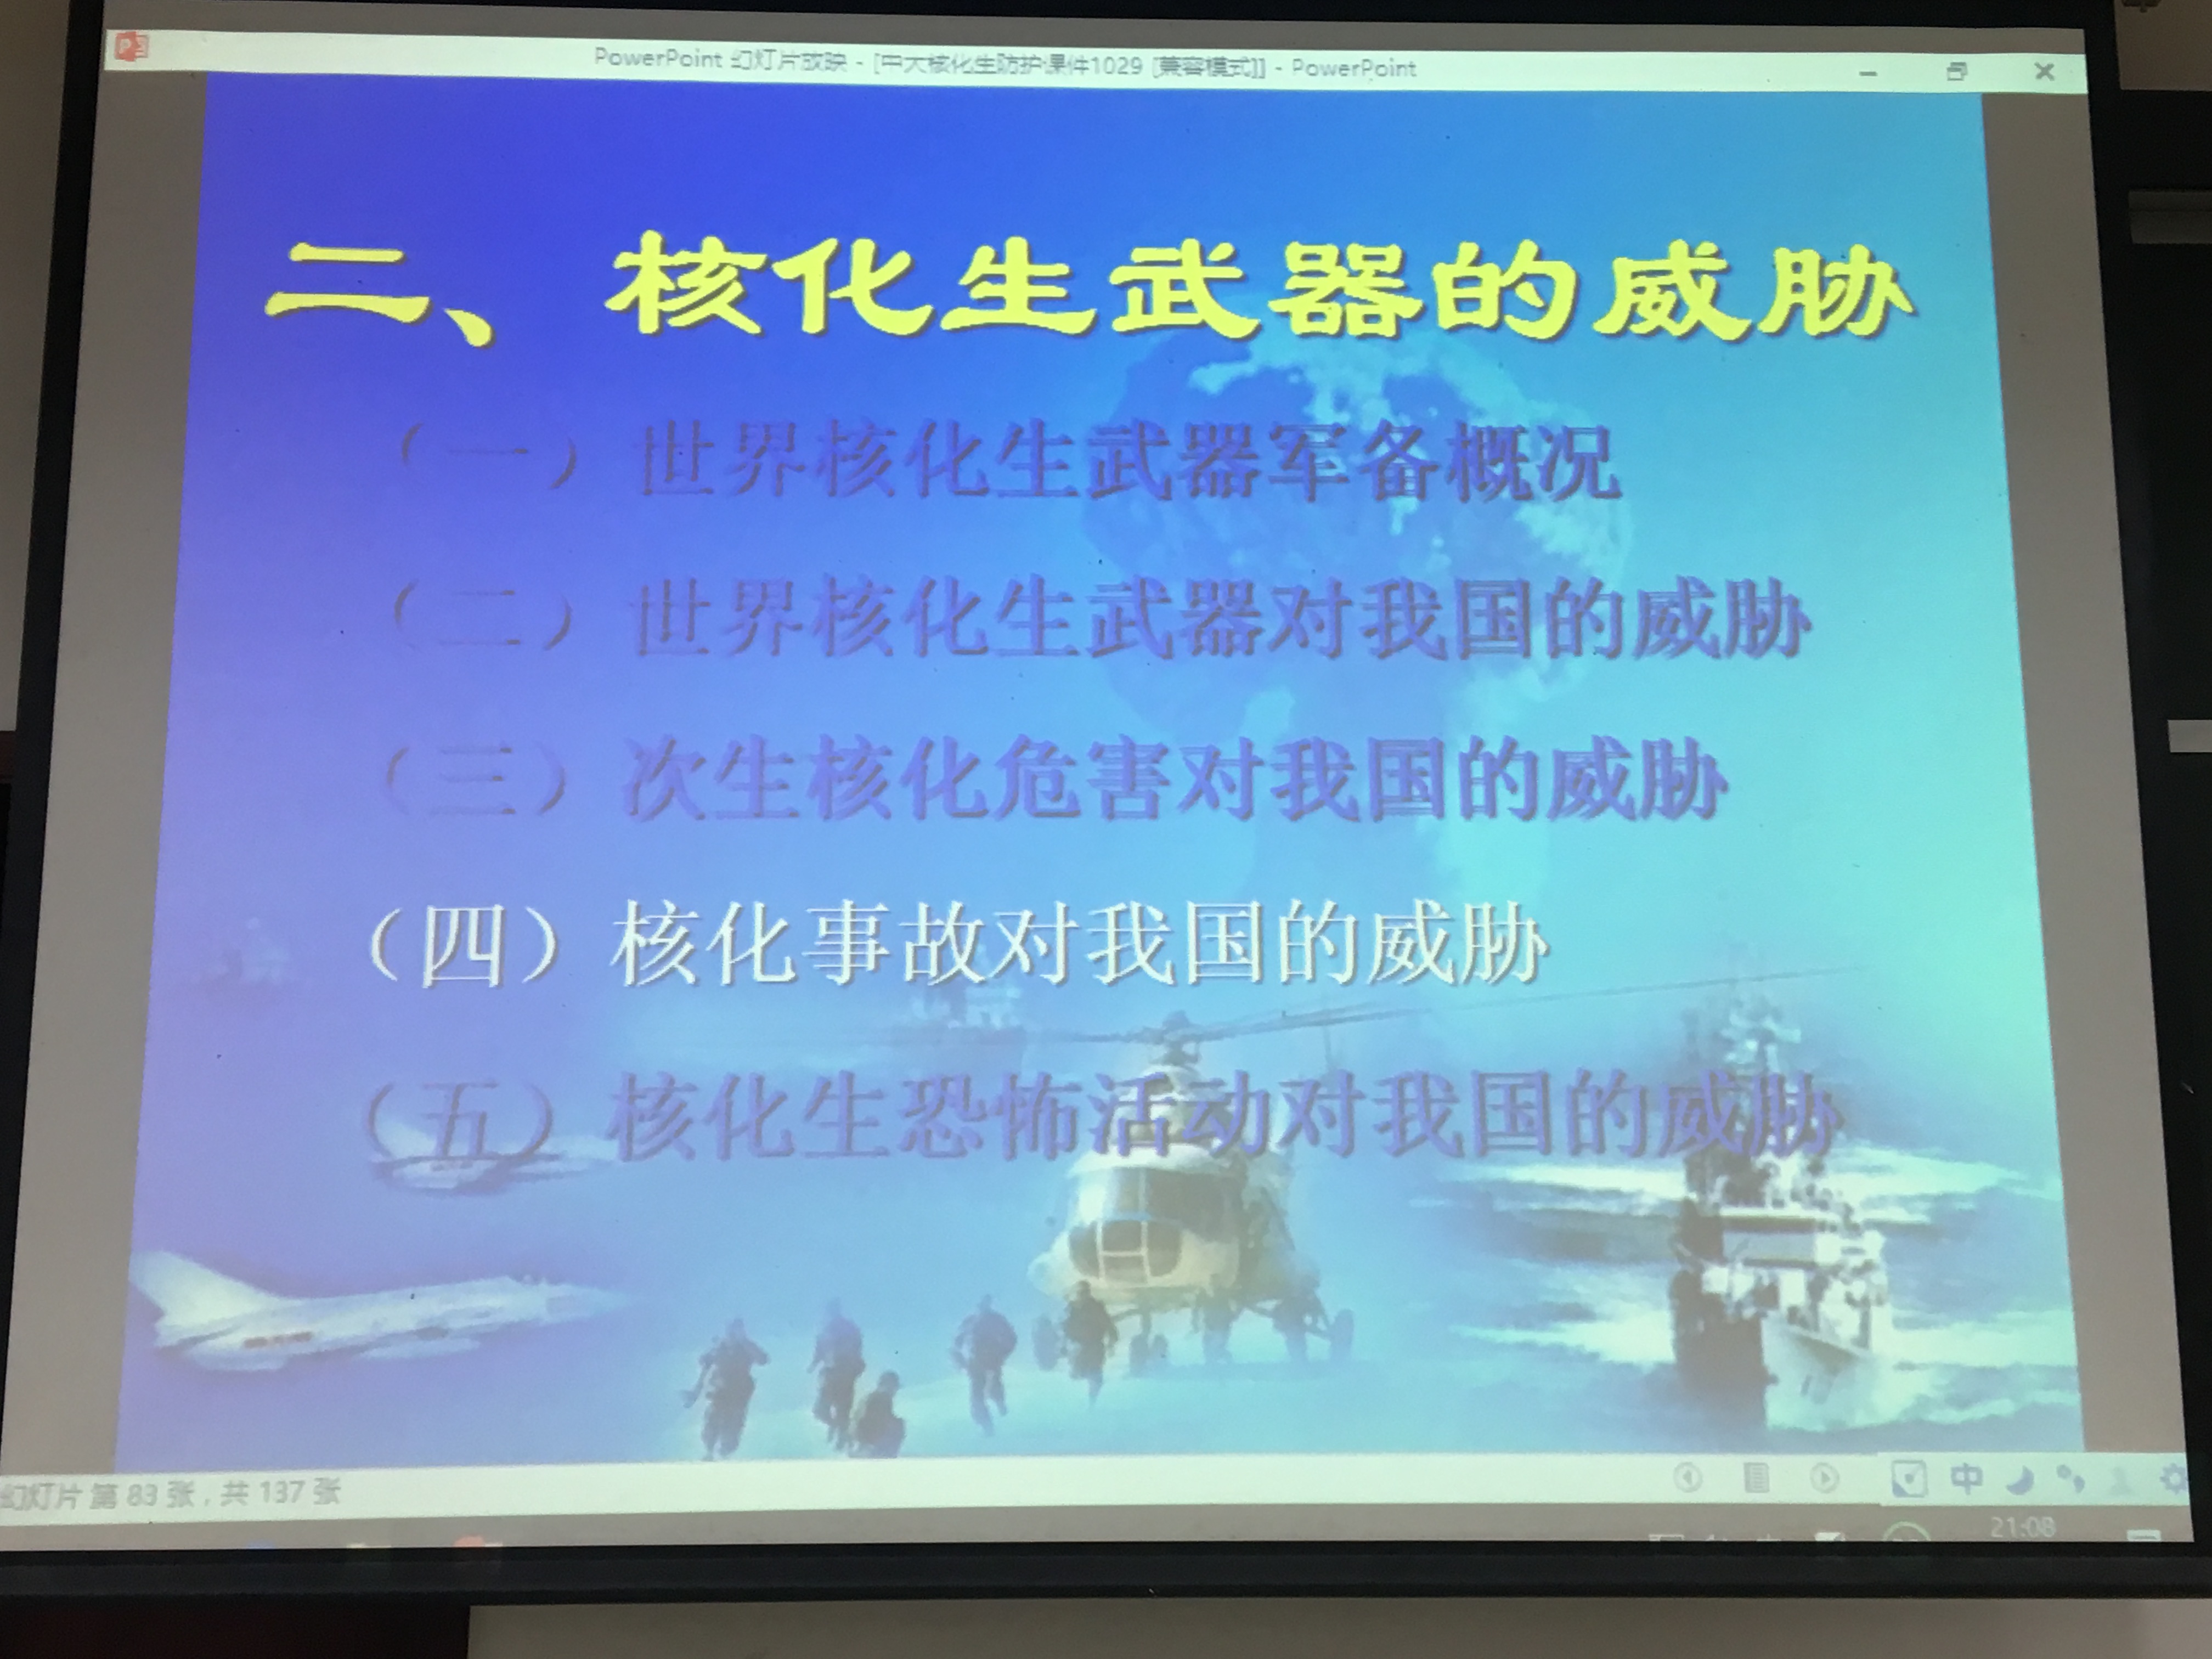 PowerPoint 幻灯片放映 - [中大核化生防护课件1029 [兼容模式]] - PowerPoint
二、核化生武器的威胁
（一）世界核化生武器军备概况
（二）世界核化生武器对我国的威胁
（三）次生核化危害对我国的威胁
（四）核化事故对我国的威胁
（五）核化生恐怖活动对我国的威胁
幻灯片 第 83 张，共 137 张
中
21:08